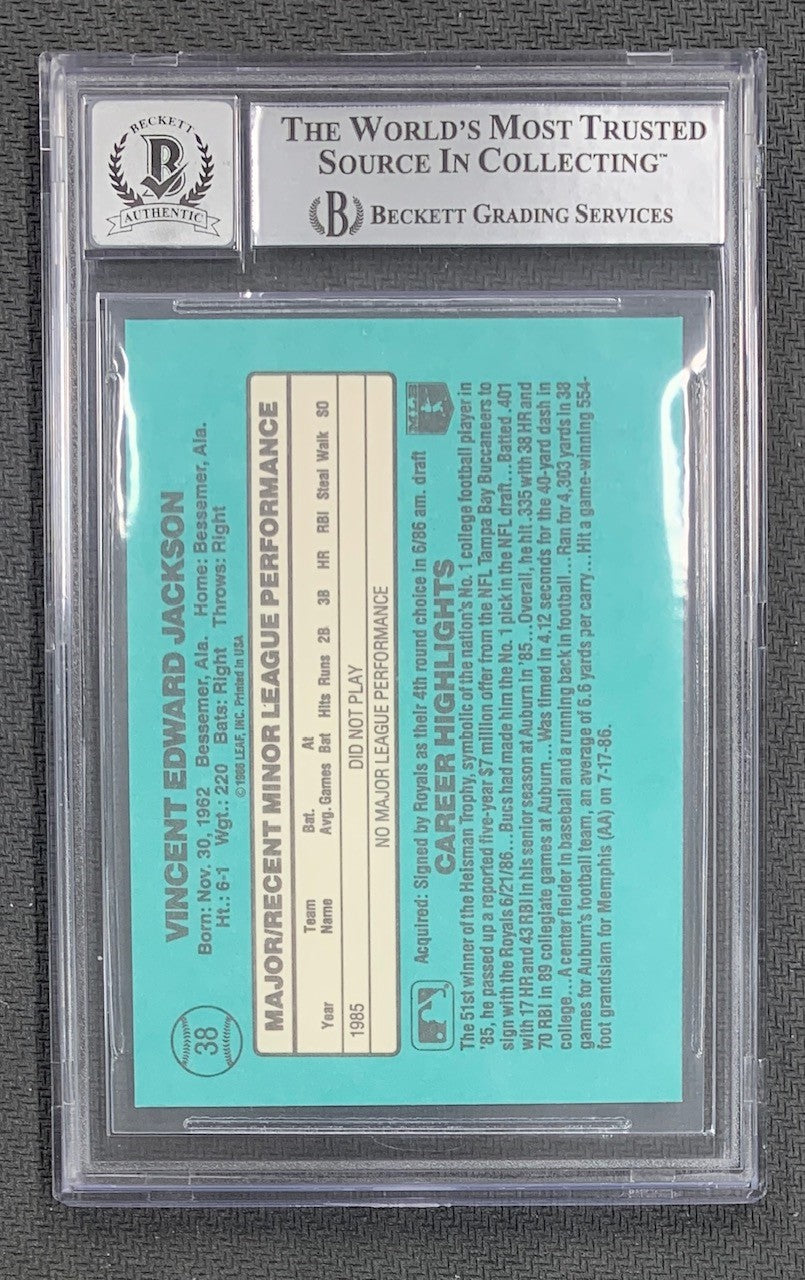 BECKETT
B
AUTHENTIC
THE WORLD'S MOST TRUSTED
SOURCE IN COLLECTING™
B BECKETT GRADING SERVICES
38
VINCENT EDWARD JACKSON
Born: Nov. 30, 1962 Bessemer, Ala. Home: Bessemer, Ala.
Ht.: 6-1 Wgt.: 220 Bats: Right Throws: Right
© 1986 LEAF, INC. Printed in USA
MAJOR/RECENT MINOR LEAGUE PERFORMANCE
Year Team Name Bat. Avg. Games At Bat Hits Runs 2B 3B HR RBI Steal Walk SO
1985 DID NOT PLAY
NO MAJOR LEAGUE PERFORMANCE
Acquired: Signed by Royals as their 4th round choice in 6/86 am. draft
CAREER HIGHLIGHTS
The 51st winner of the Heisman Trophy, symbolic of the nation's No. 1 college football player in
'85, he passed up a reported five-year $7 million offer from the NFL Tampa Bay Buccaneers to
sign with the Royals 6/21/86...Bucs had made him the No. 1 pick in the NFL draft...Batted .401
with 17 HR and 43 RBI in his senior season at Auburn in '85...Overall, he hit .335 with 38 HR and
70 RBI in 89 collegiate games at Auburn...Was timed in 4.12 seconds for the 40-yard dash in
college...A center fielder in baseball and a running back in football...Ran for 4,303 yards in 38
games for Auburn's football team, an average of 6.6 yards per carry...Hit a game-winning 554-
foot grandslam for Memphis (AA) on 7-17-86.